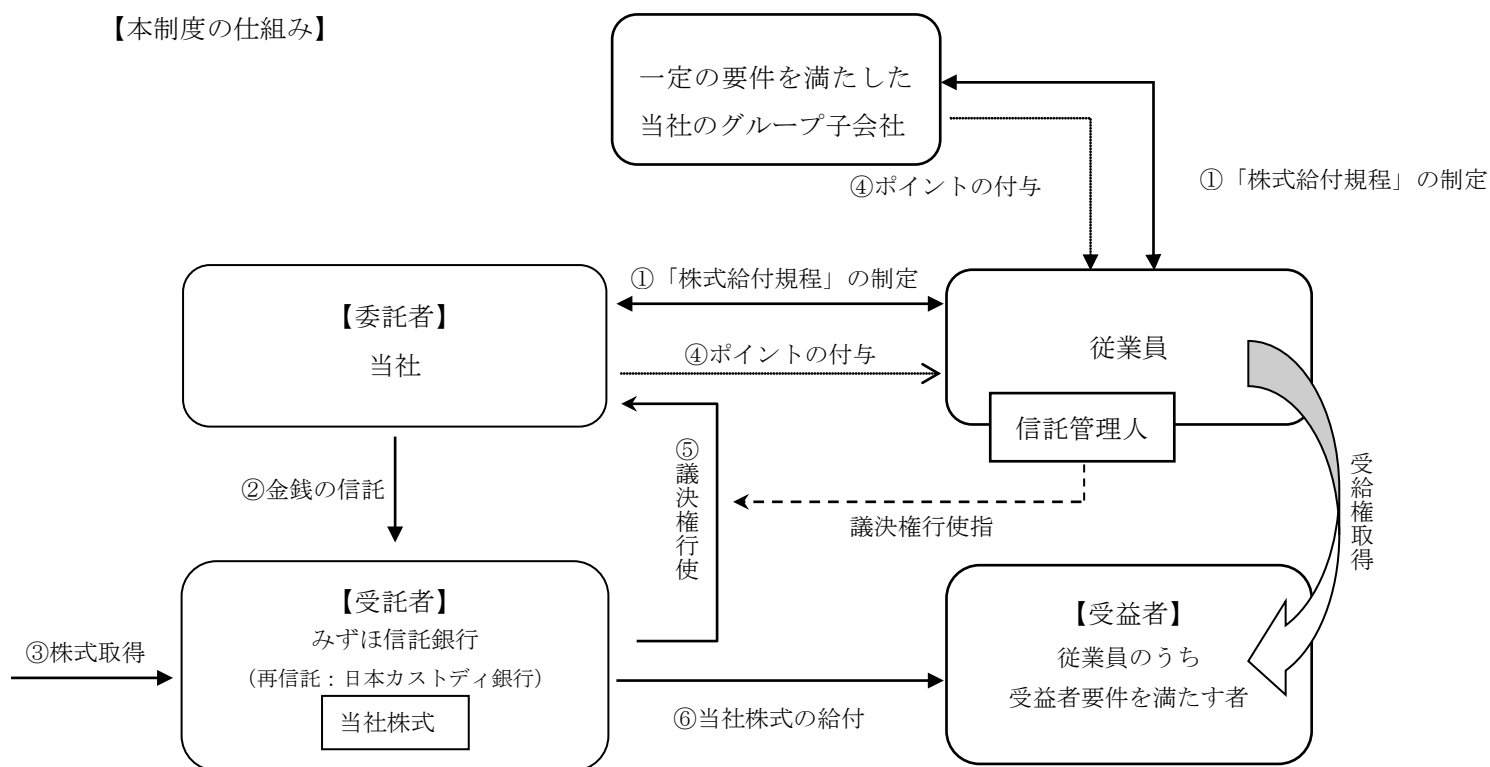 【本制度の仕組み】
一定の要件を満たした
当社のグループ子会社
④ポイントの付与
①「株式給付規程」の制定
①「株式給付規程」の制定
【委託者】
当社
④ポイントの付与
従業員
信託管理人
②金銭の信託
⑤議決権行使
議決権行使指
受給権取得
【受託者】
みずほ信託銀行
(再信託：日本カストディ銀行)
当社株式
③株式取得
⑥当社株式の給付
【受益者】
従業員のうち
受益者要件を満たす者